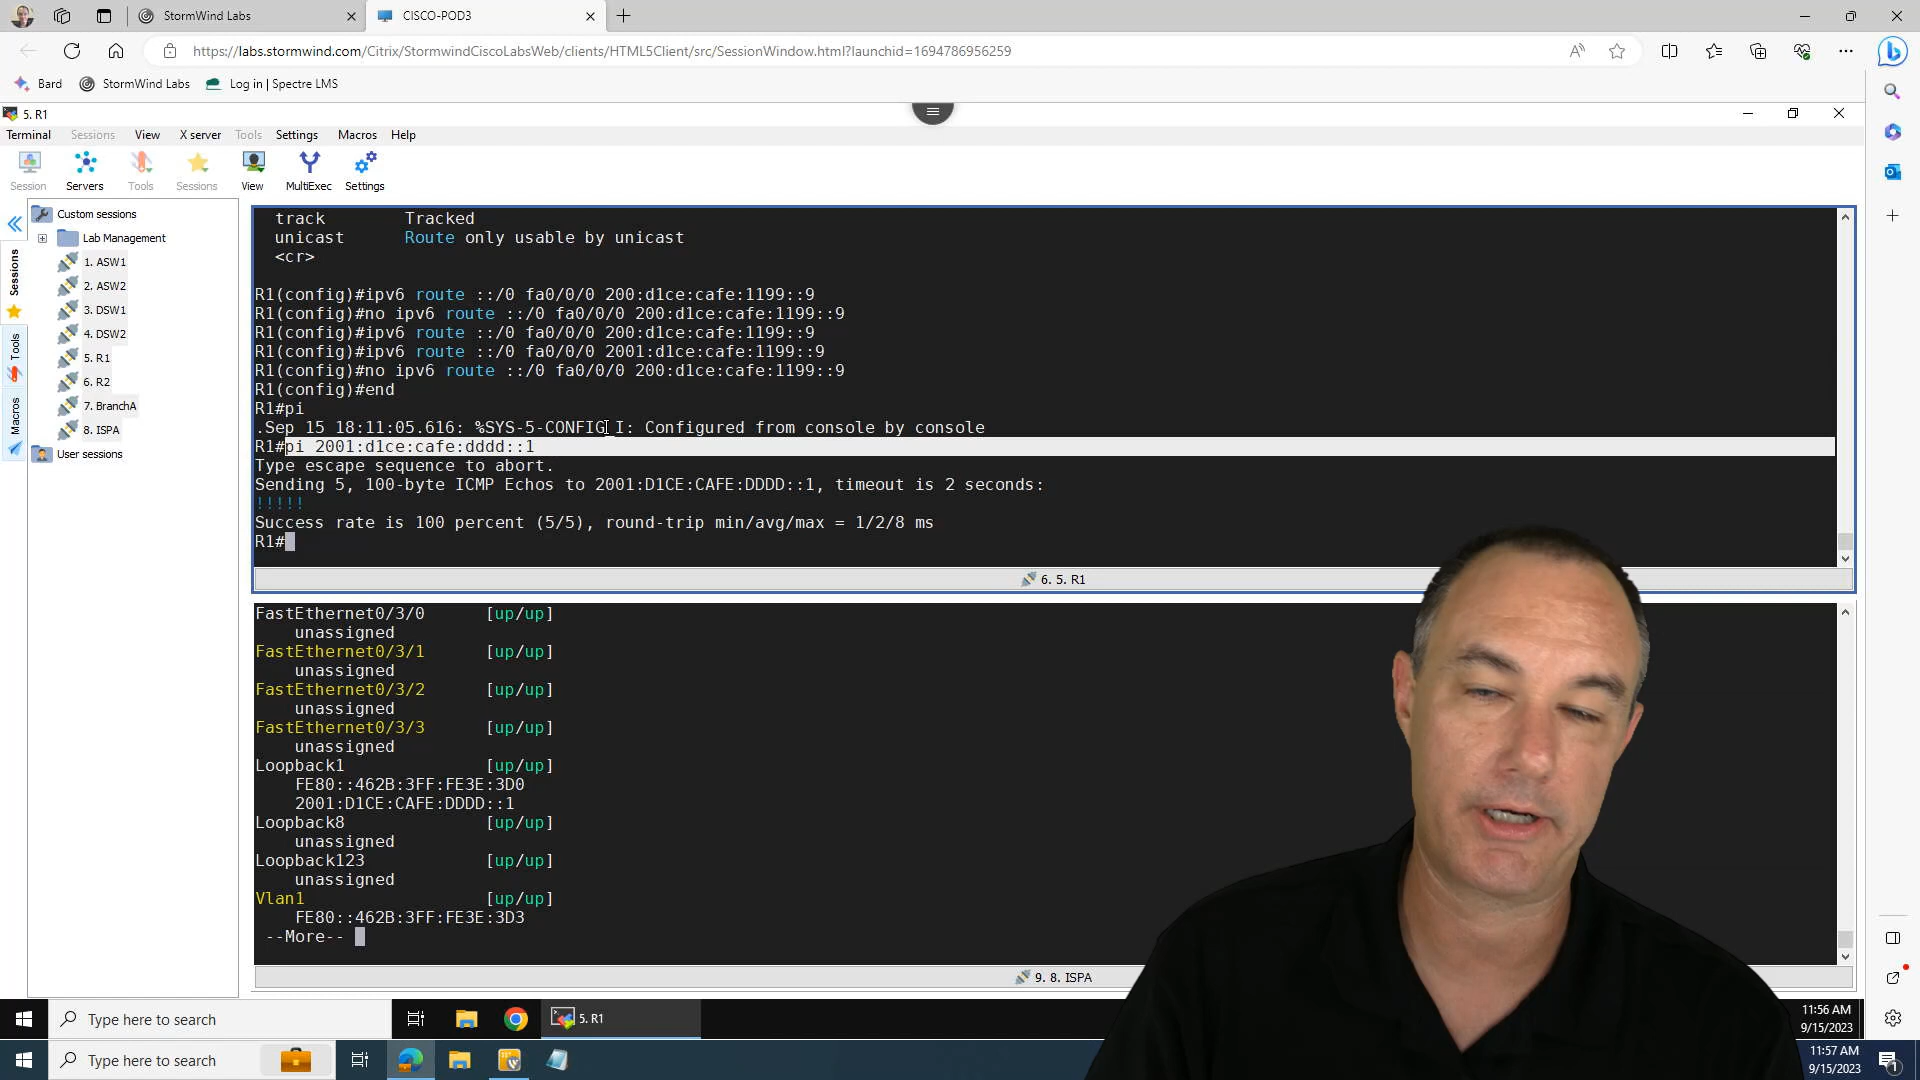 StormWind Labs
CISCO-POD3
https://labs.stormwind.com/Citrix/StormwindCiscoLabsWeb/clients/HTML5Client/src/SessionWindow.html?launchid=1694786956259
Bard
StormWind Labs
Log in | Spectre LMS
5. R1
Terminal Sessions View X server Tools Settings Macros Help
Session Servers Tools Sessions View MultiExec Settings
Custom sessions
Lab Management
1. ASW1
2. ASW2
3. DSW1
4. DSW2
5. R1
6. R2
7. BranchA
8. ISPA
User sessions
Sessions
Tools
Macros
track Tracked
unicast Route only usable by unicast
<cr>
R1(config)#ipv6 route ::/0 fa0/0/0 200:d1ce:cafe:1199::9
R1(config)#no ipv6 route ::/0 fa0/0/0 200:d1ce:cafe:1199::9
R1(config)#ipv6 route ::/0 fa0/0/0 200:d1ce:cafe:1199::9
R1(config)#ipv6 route ::/0 fa0/0/0 2001:d1ce:cafe:1199::9
R1(config)#no ipv6 route ::/0 fa0/0/0 200:d1ce:cafe:1199::9
R1(config)#end
R1#pi
.Sep 15 18:11:05.616: %SYS-5-CONFIG_I: Configured from console by console
R1#pi 2001:d1ce:cafe:dddd::1
Type escape sequence to abort.
Sending 5, 100-byte ICMP Echos to 2001:D1CE:CAFE:DDDD::1, timeout is 2 seconds:
!!!!!
Success rate is 100 percent (5/5), round-trip min/avg/max = 1/2/8 ms
R1#
6. 5. R1
FastEthernet0/3/0 [up/up]
unassigned
FastEthernet0/3/1 [up/up]
unassigned
FastEthernet0/3/2 [up/up]
unassigned
FastEthernet0/3/3 [up/up]
unassigned
Loopback1 [up/up]
FE80::462B:3FF:FE3E:3D0
2001:D1CE:CAFE:DDDD::1
Loopback8 [up/up]
unassigned
Loopback123 [up/up]
unassigned
Vlan1 [up/up]
FE80::462B:3FF:FE3E:3D3
--More--
9. 8. ISPA
Type here to search
5. R1
11:56 AM
9/15/2023
Type here to search
11:57 AM
9/15/2023
1